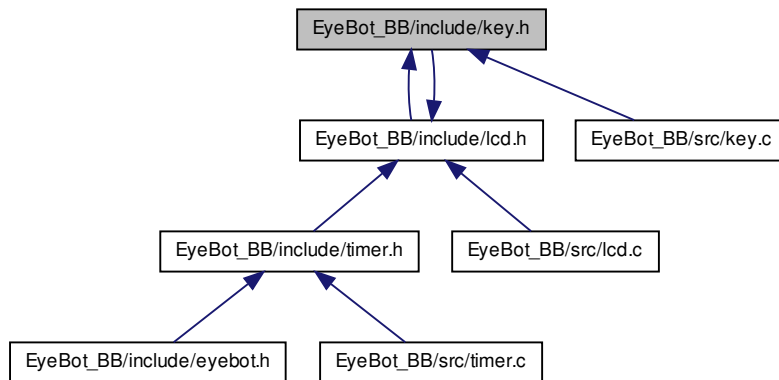 EyeBot_BB/include/key.h
EyeBot_BB/include/lcd.h
EyeBot_BB/src/key.c
EyeBot_BB/include/timer.h
EyeBot_BB/src/lcd.c
EyeBot_BB/include/eyebot.h
EyeBot_BB/src/timer.c